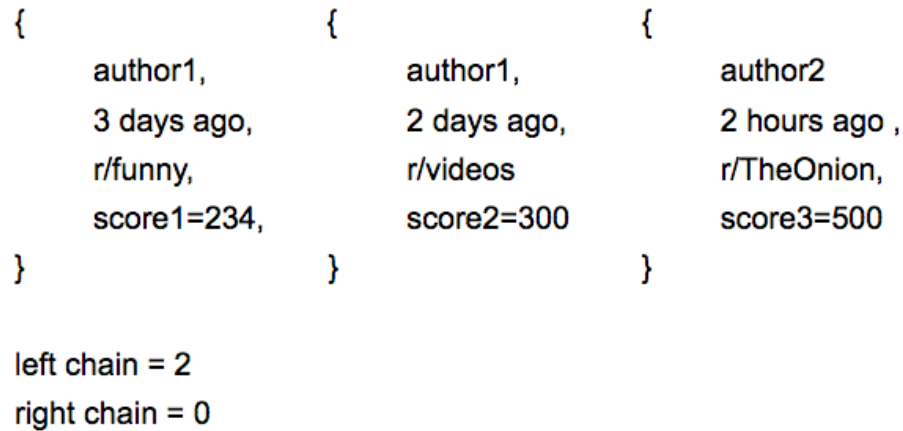 { { {
author1, author1, author2
3 days ago, 2 days ago, 2 hours ago ,
r/funny, r/videos r/TheOnion,
score1=234, score2=300 score3=500
} } }
left chain = 2
right chain = 0